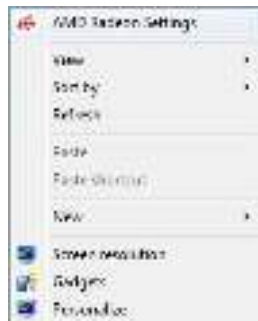 AMD Radeon Settings
View
Sort by
Refresh
Paste
Paste shortcut
New
Screen resolution
Gadgets
Personalize